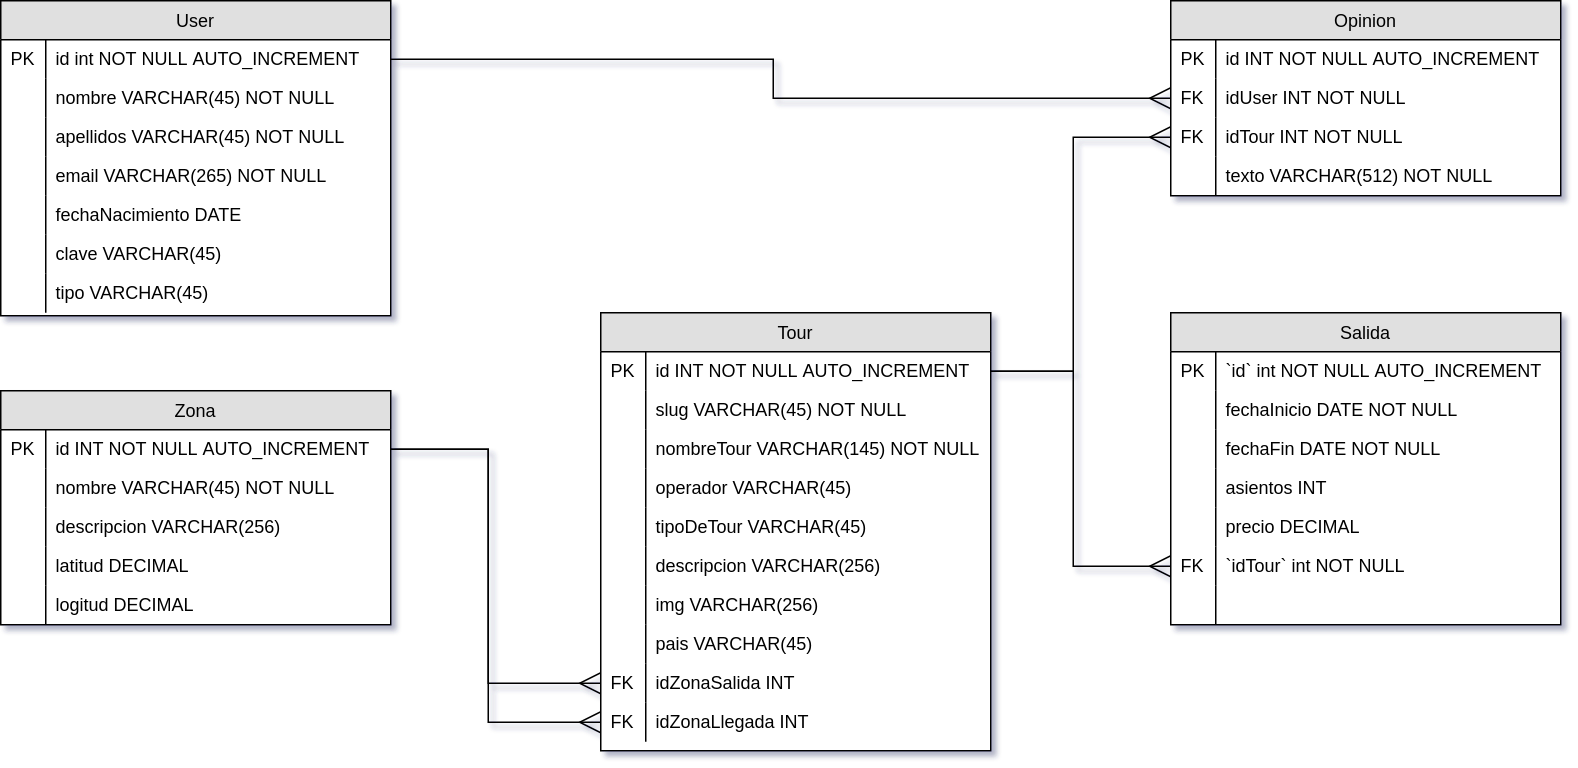 User
PK id int NOT NULL AUTO_INCREMENT
nombre VARCHAR(45) NOT NULL
apellidos VARCHAR(45) NOT NULL
email VARCHAR(265) NOT NULL
fechaNacimiento DATE
clave VARCHAR(45)
tipo VARCHAR(45)
Opinion
PK id INT NOT NULL AUTO_INCREMENT
FK idUser INT NOT NULL
FK idTour INT NOT NULL
texto VARCHAR(512) NOT NULL
Zona
PK id INT NOT NULL AUTO_INCREMENT
nombre VARCHAR(45) NOT NULL
descripcion VARCHAR(256)
latitud DECIMAL
logitud DECIMAL
Tour
PK id INT NOT NULL AUTO_INCREMENT
slug VARCHAR(45) NOT NULL
nombreTour VARCHAR(145) NOT NULL
operador VARCHAR(45)
tipoDeTour VARCHAR(45)
descripcion VARCHAR(256)
img VARCHAR(256)
pais VARCHAR(45)
FK idZonaSalida INT
FK idZonaLlegada INT
Salida
PK `id` int NOT NULL AUTO_INCREMENT
fechaInicio DATE NOT NULL
fechaFin DATE NOT NULL
asientos INT
precio DECIMAL
FK `idTour` int NOT NULL